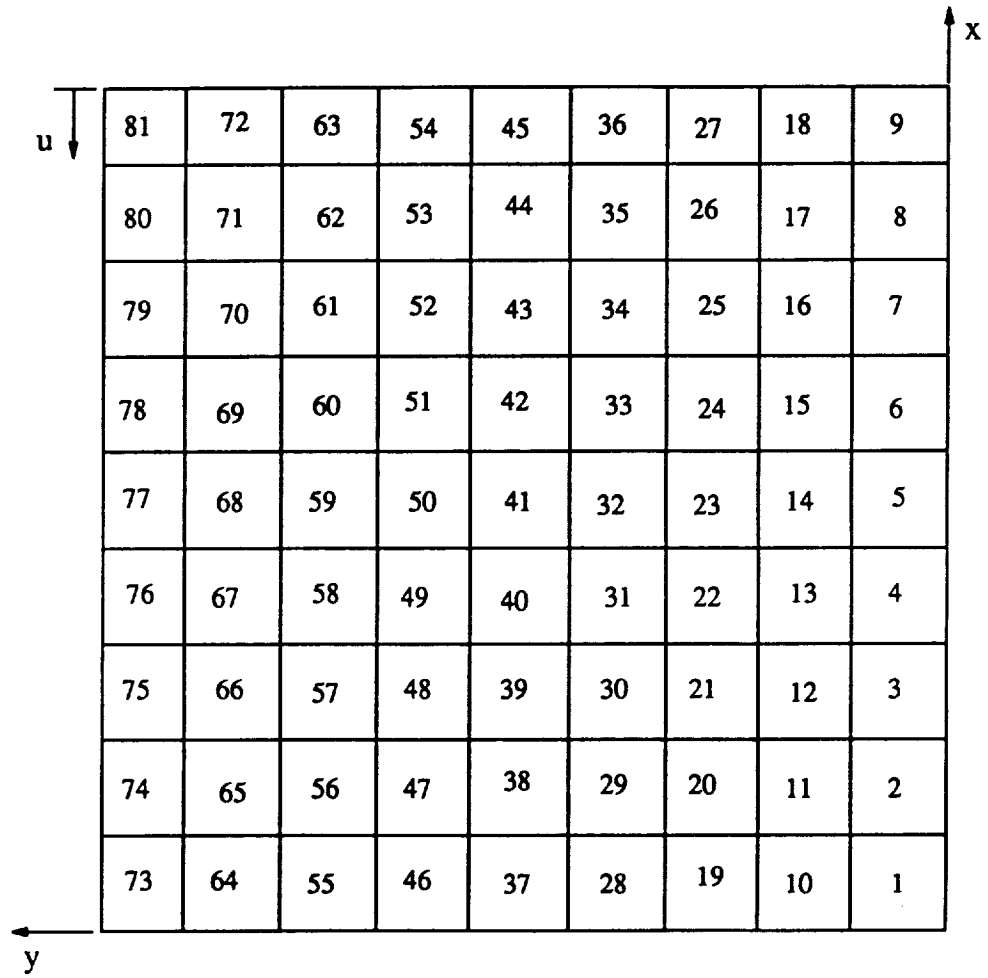 x
81 72 63 54 45 36 27 18 9
u
80 71 62 53 44 35 26 17 8
79 70 61 52 43 34 25 16 7
78 69 60 51 42 33 24 15 6
77 68 59 50 41 32 23 14 5
76 67 58 49 40 31 22 13 4
75 66 57 48 39 30 21 12 3
74 65 56 47 38 29 20 11 2
73 64 55 46 37 28 19 10 1
y